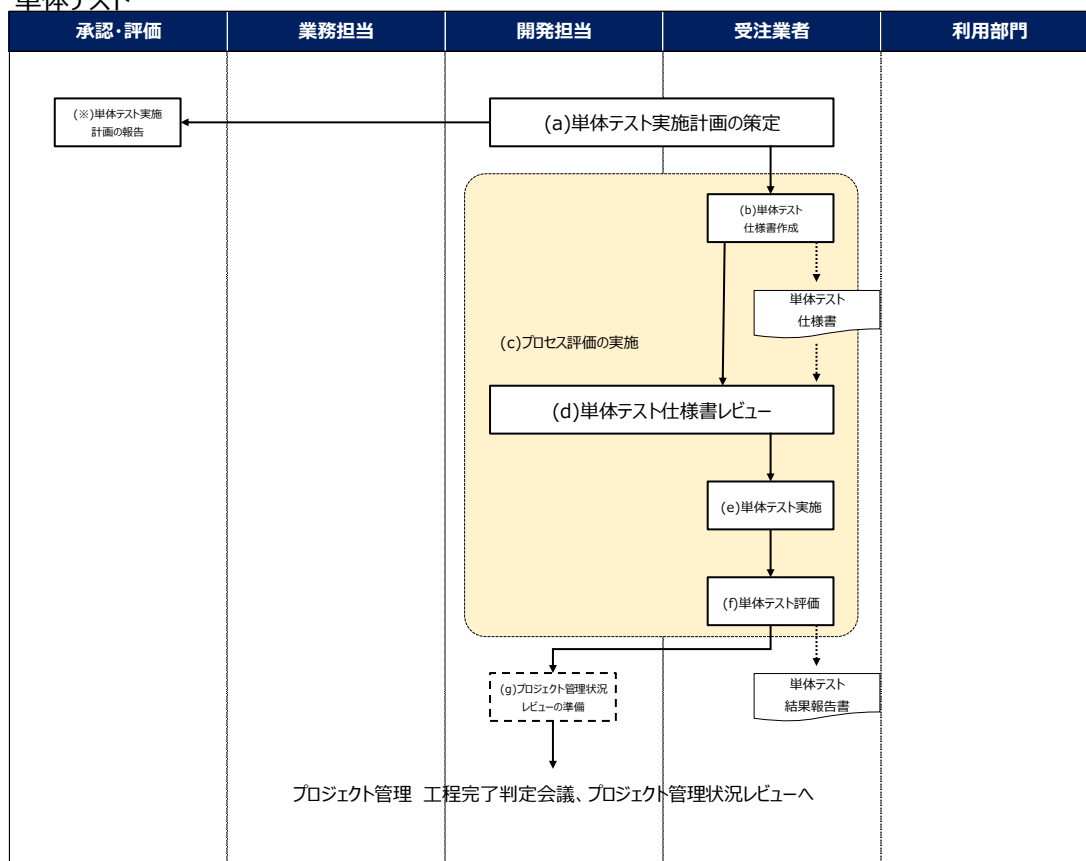 単体テスト
承認・評価
業務担当
開発担当
受注業者
利用部門
(※)単体テスト実施
計画の報告
(a)単体テスト実施計画の策定
(b)単体テスト
仕様書作成
単体テスト
仕様書
(c)プロセス評価の実施
(d)単体テスト仕様書レビュー
(e)単体テスト実施
(f)単体テスト評価
(g)プロジェクト管理状況
レビューの準備
単体テスト
結果報告書
プロジェクト管理 工程完了判定会議、プロジェクト管理状況レビューへ